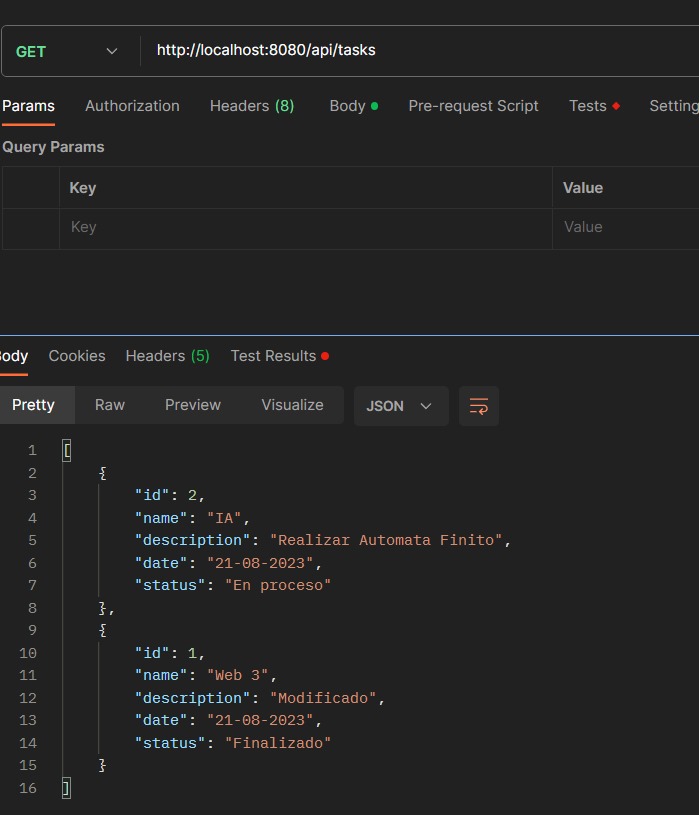 GET http://localhost:8080/api/tasks
Params Authorization Headers (8) Body Pre-request Script Tests Setting
Query Params
Key Value
Key Value
Body Cookies Headers (5) Test Results
Pretty Raw Preview Visualize JSON
1 [
2 {
3 "id": 2,
4 "name": "IA",
5 "description": "Realizar Automata Finito",
6 "date": "21-08-2023",
7 "status": "En proceso"
8 },
9 {
10 "id": 1,
11 "name": "Web 3",
12 "description": "Modificado",
13 "date": "21-08-2023",
14 "status": "Finalizado"
15 }
16 ]